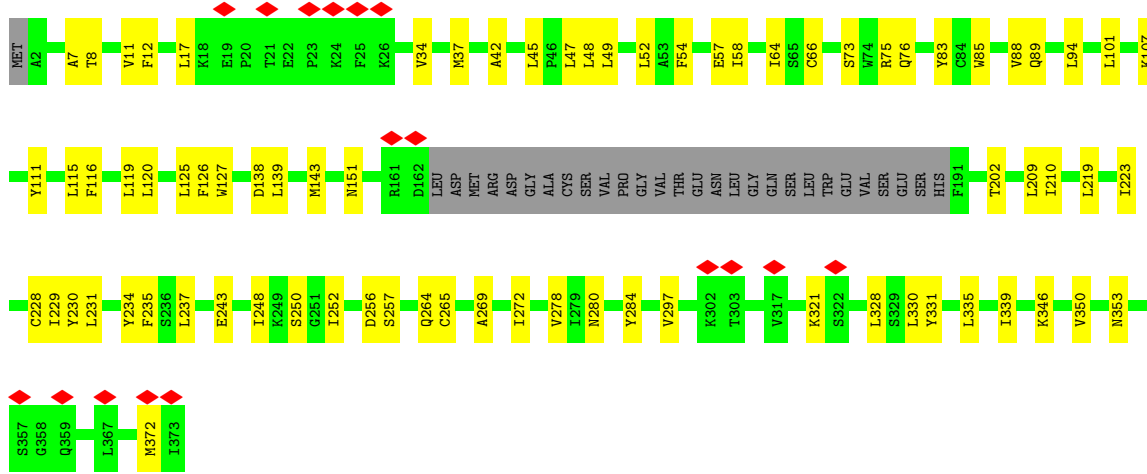 MET A2 A7 T8 V11 F12 L17 K18 E19 P20 T21 E22 P23 K24 F25 K26 V34 M37 A42 L45 P46 L47 L48 L49 L52 A53 F54 E57 I58 I64 S65 C66 S73 W74 R75 Q76 Y83 C84 W85 V88 Q89 L94 L101 K107
Y111 L115 F116 L119 L120 L125 F126 W127 D138 L139 M143 N151 R161 D162 LEU ASP MET ARG ASP GLY ALA CYS SER VAL PRO GLY VAL THR GLU ASN LEU GLY GLN SER LEU TRP GLU VAL SER GLU SER HIS F191 T202 L209 I210 L219 I223
C228 I229 Y230 L231 Y234 F235 S236 L237 E243 I248 K249 S250 G251 I252 D256 S257 Q264 C265 A269 I272 V278 I279 N280 Y284 V297 K302 T303 V317 K321 S322 L328 S329 L330 Y331 L335 I339 K346 V350 N353
S357 G358 Q359 L367 M372 I373